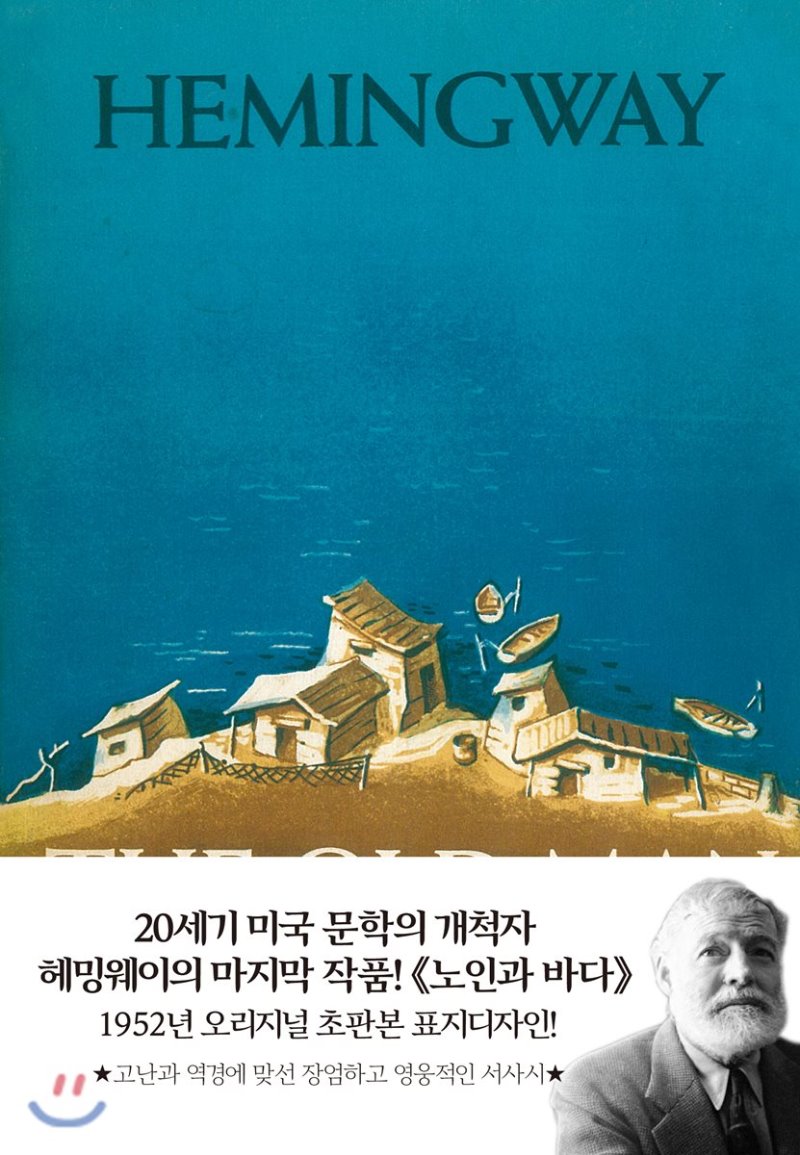 HEMINGWAY
THE OLD MAN
20세기 미국 문학의 개척자
헤밍웨이의 마지막 작품! 《노인과 바다》
1952년 오리지널 초판본 표지디자인!
★고난과 역경에 맞선 장엄하고 영웅적인 서사시★